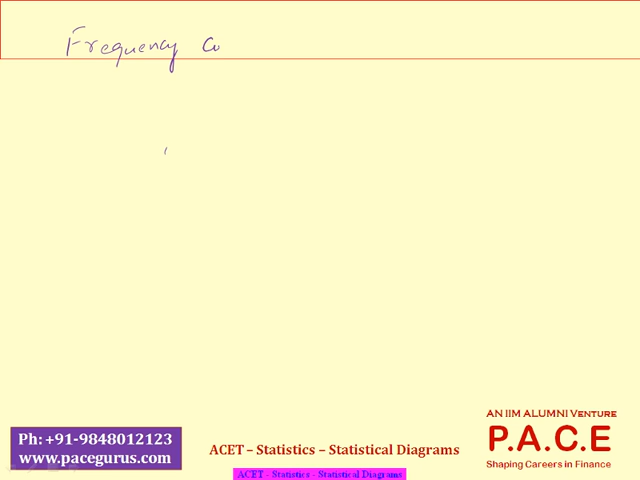 Frequency Cu
AN IIM ALUMNI VENTURE
P.A.C.E
Shaping Careers in Finance
Ph: +91-9848012123
www.pacegurus.com
ACET – Statistics – Statistical Diagrams
ACET - Statistics - Statistical Diagrams